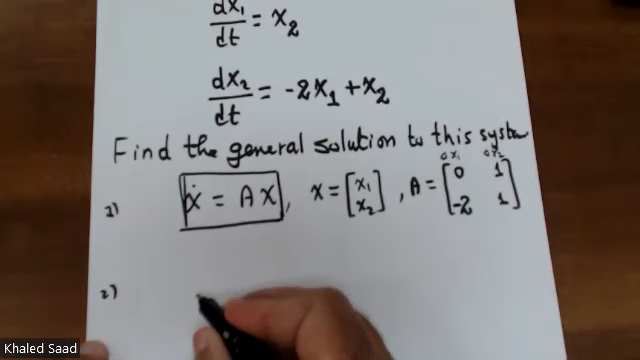 dx₁/dt = x₂
dx₂/dt = -2x₁ + x₂
Find the general solution to this system
1) ẋ = A x , x = [x₁ x₂] , A = [0 1 -2 1]
2)
Khaled Saad